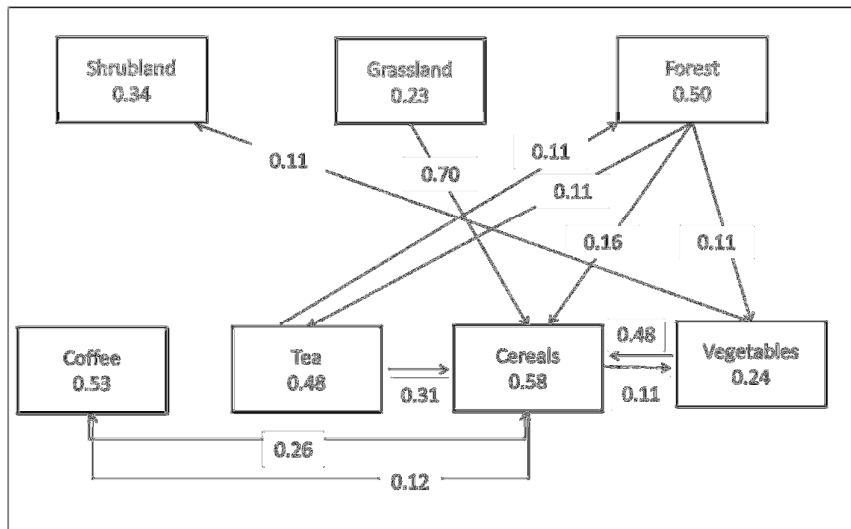 Shrubland
0.34
Grassland
0.23
Forest
0.50
0.11
0.70
0.11
0.11
0.16
0.11
Coffee
0.53
Tea
0.48
0.31
Cereals
0.58
0.48
0.11
Vegetables
0.24
0.26
0.12